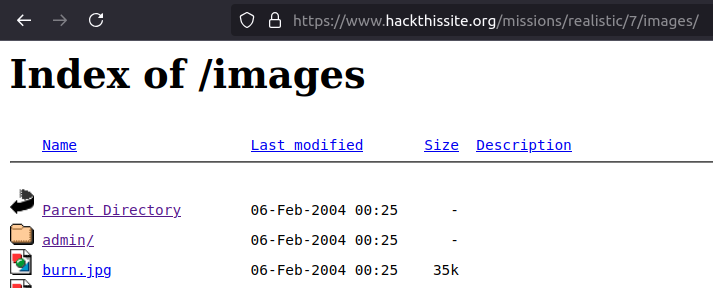 https://www.hackthissite.org/missions/realistic/7/images/
Index of /images
Name Last modified Size Description
Parent Directory 06-Feb-2004 00:25 -
admin/ 06-Feb-2004 00:25 -
burn.jpg 06-Feb-2004 00:25 35k